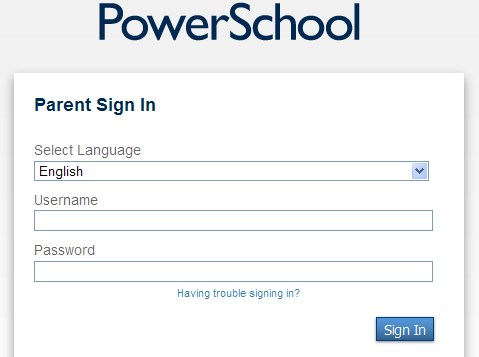 PowerSchool
Parent Sign In
Select Language
English
Username
Password
Having trouble signing in?
Sign In